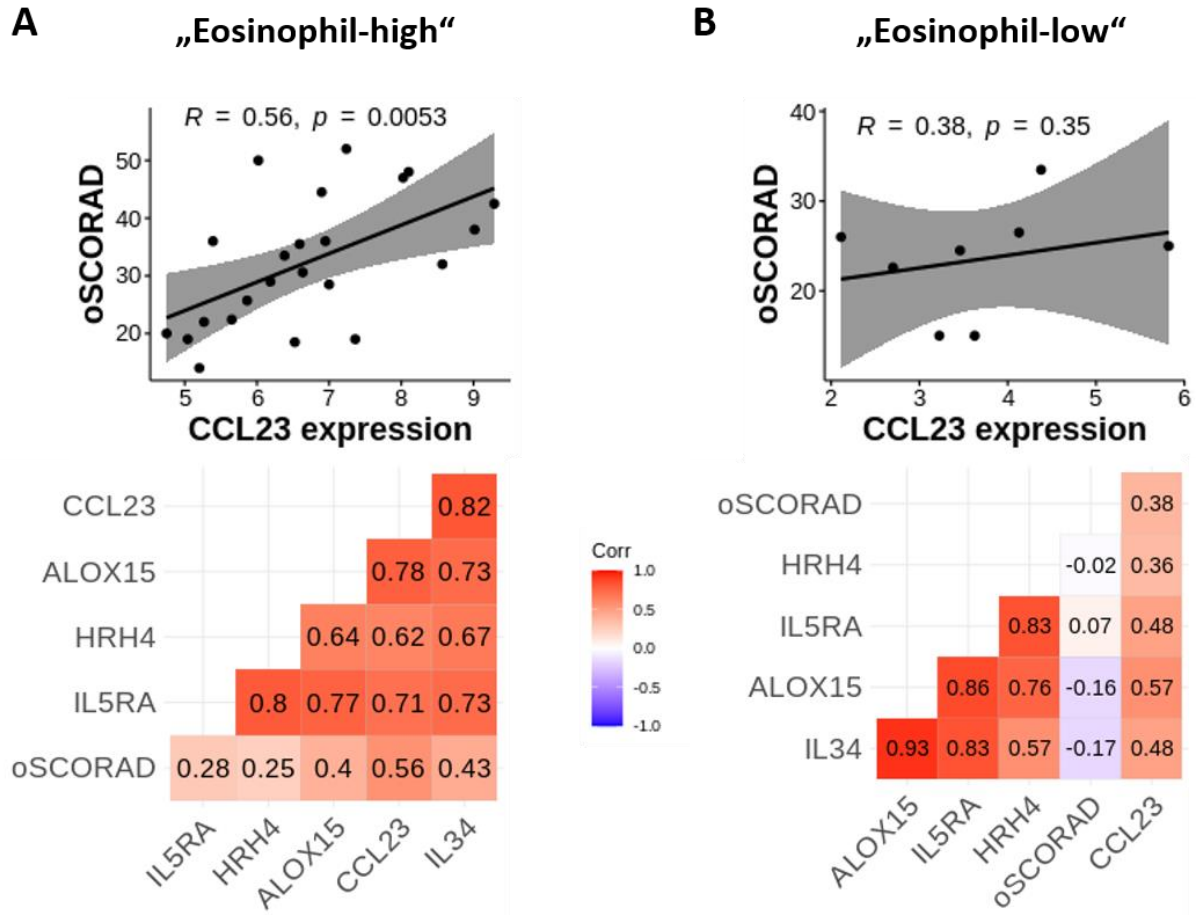 A
„Eosinophil-high“
R = 0.56, p = 0.0053
oSCORAD
50
40
30
20
5 6 7 8 9
CCL23 expression
CCL23 0.82
ALOX15 0.78 0.73
HRH4 0.64 0.62 0.67
IL5RA 0.8 0.77 0.71 0.73
oSCORAD 0.28 0.25 0.4 0.56 0.43
IL5RA HRH4 ALOX15 CCL23 IL34
Corr
1.0
0.5
0.0
-0.5
-1.0
B
„Eosinophil-low“
R = 0.38, p = 0.35
oSCORAD
40
30
20
2 3 4 5 6
CCL23 expression
oSCORAD 0.38
HRH4 -0.02 0.36
IL5RA 0.83 0.07 0.48
ALOX15 0.86 0.76 -0.16 0.57
IL34 0.93 0.83 0.57 -0.17 0.48
ALOX15 IL5RA HRH4 oSCORAD CCL23